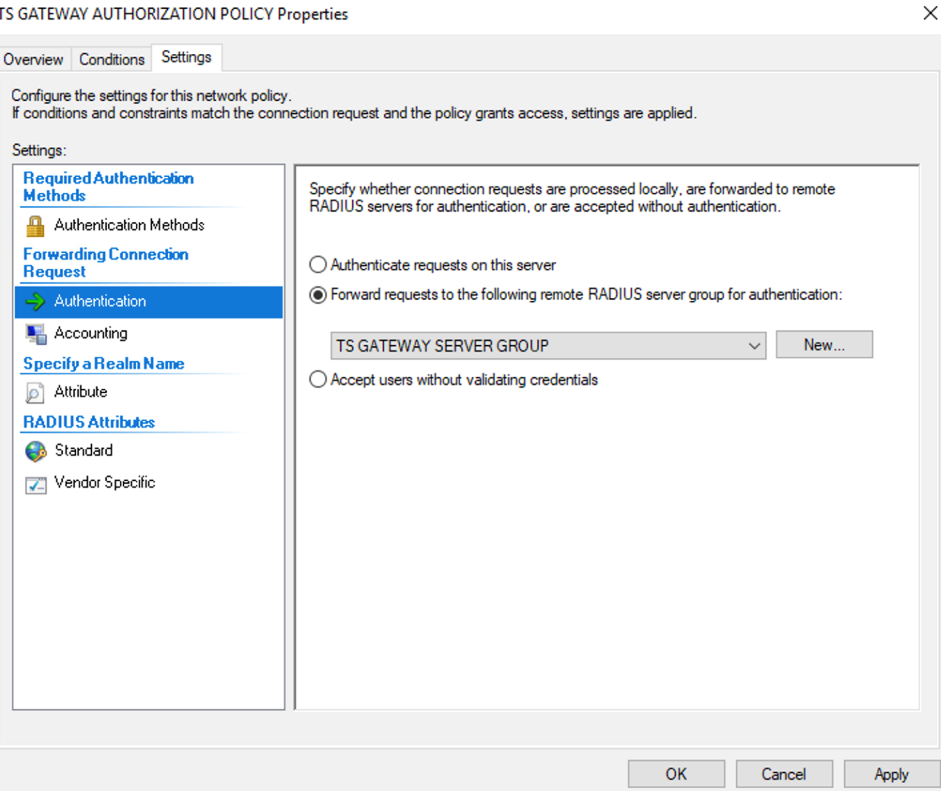 TS GATEWAY AUTHORIZATION POLICY Properties
Overview Conditions Settings
Configure the settings for this network policy.
If conditions and constraints match the connection request and the policy grants access, settings are applied.
Settings:
Required Authentication
Methods
Authentication Methods
Forwarding Connection
Request
Authentication
Accounting
Specify a Realm Name
Attribute
RADIUS Attributes
Standard
Vendor Specific
Specify whether connection requests are processed locally, are forwarded to remote
RADIUS servers for authentication, or are accepted without authentication.
Authenticate requests on this server
Forward requests to the following remote RADIUS server group for authentication:
TS GATEWAY SERVER GROUP New...
Accept users without validating credentials
OK Cancel Apply